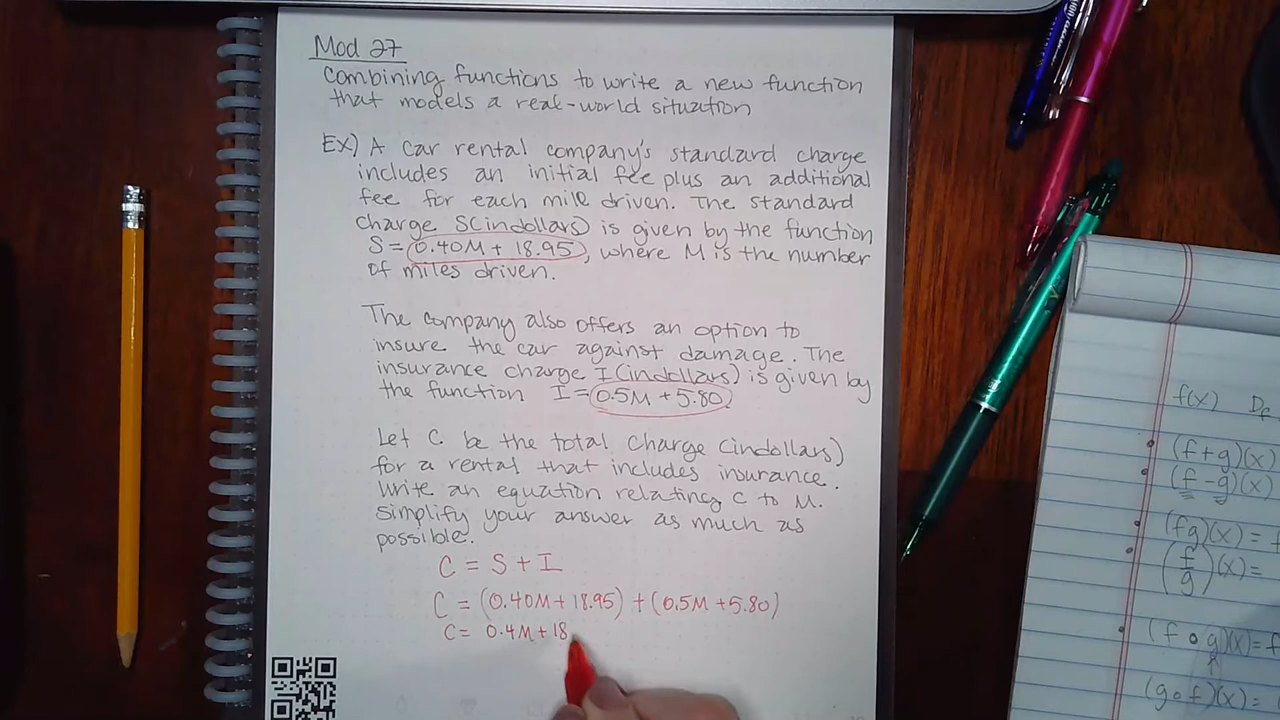 Mod 27
Combining functions to write a new function
that models a real-world situation
Ex) A car rental company's standard charge
includes an initial fee plus an additional
fee for each mile driven. The standard
charge S(in dollars) is given by the function
S = 0.40M + 18.95, where M is the number
of miles driven.
The company also offers an option to
insure the car against damage. The
insurance charge I (in dollars) is given by
the function I = 0.5M + 5.80.
Let C. be the total charge (in dollars)
for a rental that includes insurance.
Write an equation relating C to M.
Simplify your answer as much as
possible.
C = S + I
C = (0.40M + 18.95) + (0.5M + 5.80)
C = 0.4M + 18
f(x) Df
(f+g)(x)
(f-g)(x)
(fg)(x) =
(f/g)(x) =
(f o g)(x) = f
(g o f)(x) =